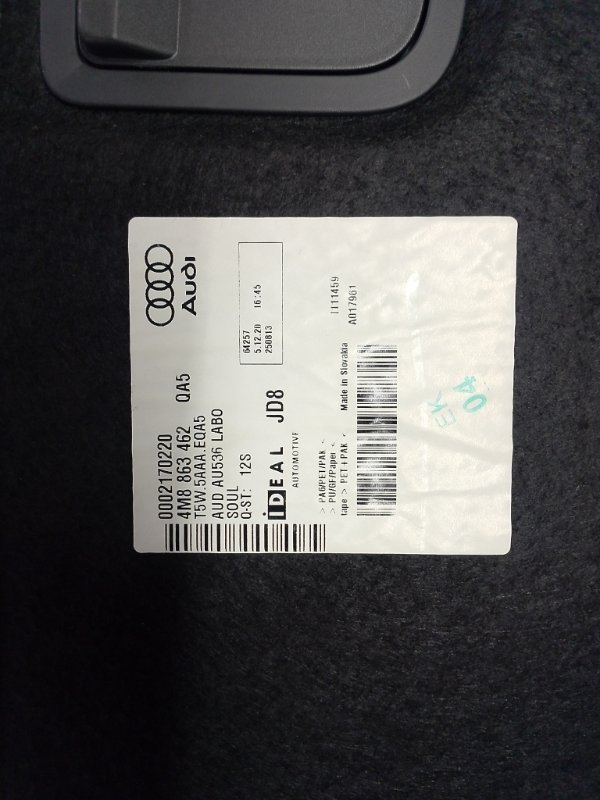 Audi
0002170220
4M8 863 462 QA5
T5W.5AAA.EQA5
AUD AU536 LABO
SOUL
Q-ST: 12S
64257
5.12.20 16:45
250813
iDEAL JD8
AUTOMOTIVE
> PA6/PET/PAK <
> PU/GF/Paper <
tape > PET+PAK < Made in Slovakia
1111459
A017961
EK
04